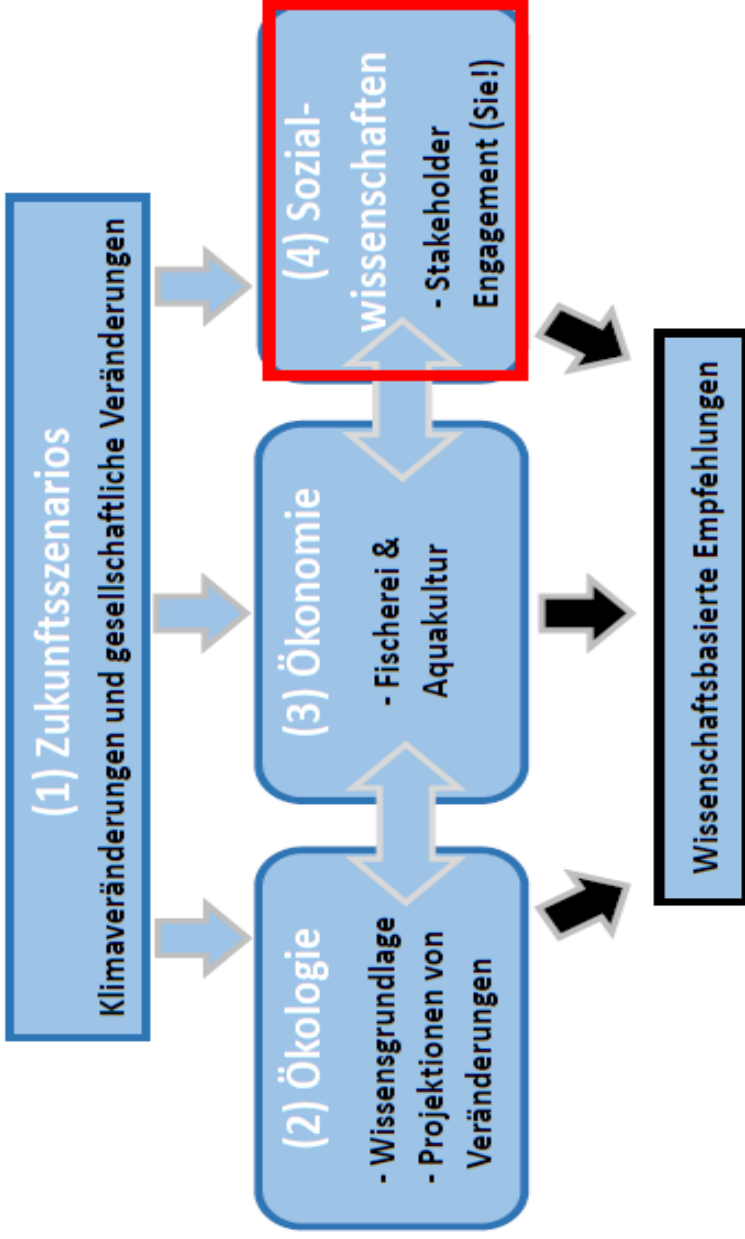 (1) Zukunftsszenarios
Klimaveränderungen und gesellschaftliche Veränderungen
(2) Ökologie
- Wissensgrundlage
- Projektionen von
Veränderungen
(3) Ökonomie
- Fischerei &
Aquakultur
(4) Sozial-
wissenschaften
- Stakeholder
Engagement (Sie!)
Wissenschaftsbasierte Empfehlungen